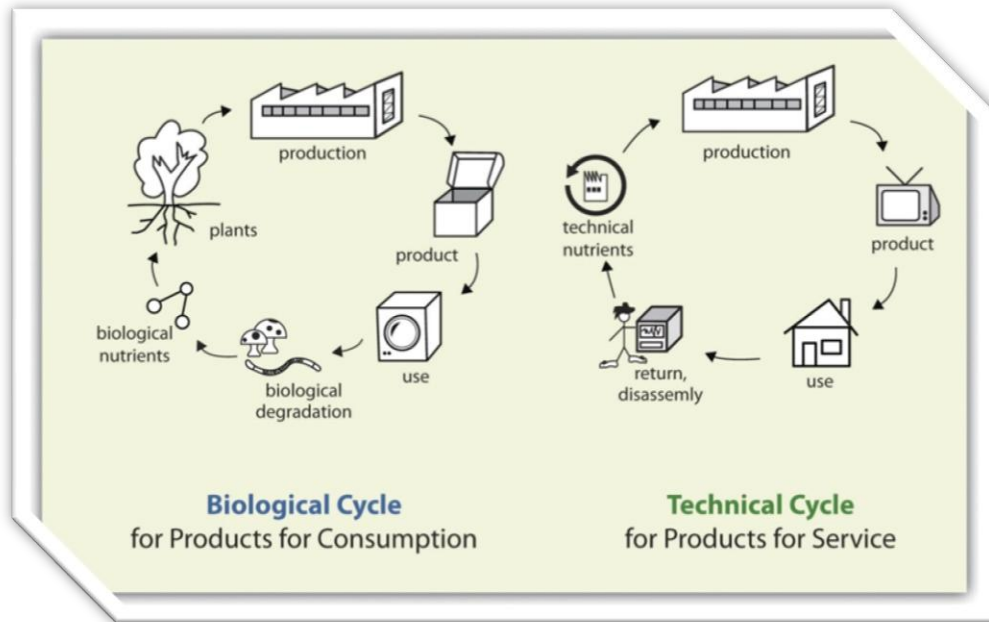 production
plants
product
biological
nutrients
use
biological
degradation
Biological Cycle
for Products for Consumption
production
technical
nutrients
product
return,
disassemly
use
Technical Cycle
for Products for Service